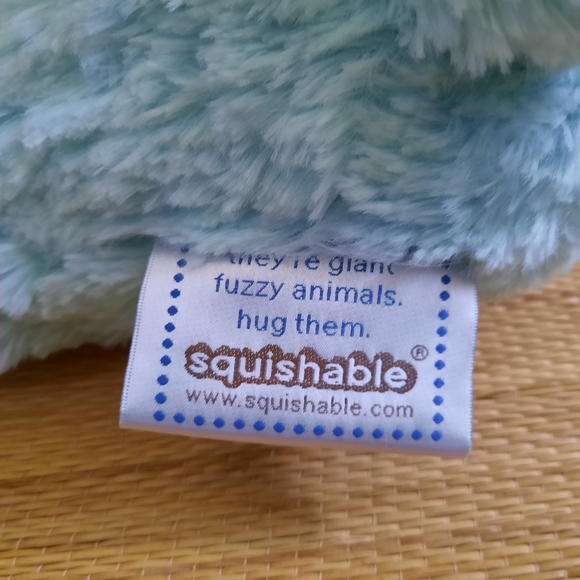 they're giant
fuzzy animals.
hug them.
squishable®
www.squishable.com